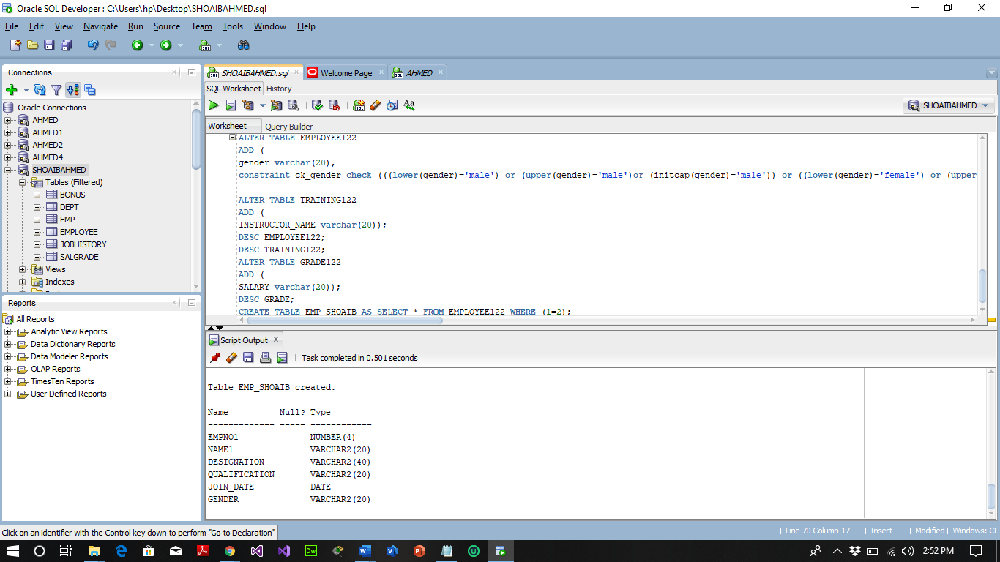 Oracle SQL Developer : C:\Users\hp\Desktop\SHOAIBAHMED.sql
File Edit View Navigate Run Source Team Tools Window Help
Connections
Oracle Connections
AHMED
AHMED1
AHMED2
AHMED4
SHOAIBAHMED
Tables (Filtered)
BONUS
DEPT
EMP
EMPLOYEE
JOBHISTORY
SALGRADE
Views
Indexes
Reports
All Reports
Analytic View Reports
Data Dictionary Reports
Data Modeler Reports
OLAP Reports
TimesTen Reports
User Defined Reports
SHOAIBAHMED.sql Welcome Page AHMED
SQL Worksheet History
SHOAIBAHMED
Worksheet Query Builder
ALTER TABLE EMPLOYEE122
ADD (
gender varchar(20),
constraint ck_gender check (((lower(gender)='male') or (upper(gender)='male')or (initcap(gender)='male')) or ((lower(gender)='female') or (upper
ALTER TABLE TRAINING122
ADD (
INSTRUCTOR_NAME varchar(20));
DESC EMPLOYEE122;
DESC TRAINING122;
ALTER TABLE GRADE122
ADD (
SALARY varchar(20));
DESC GRADE;
CREATE TABLE EMP_SHOAIB AS SELECT * FROM EMPLOYEE122 WHERE (1=2);
Script Output
Task completed in 0.501 seconds
Table EMP_SHOAIB created.
Name Null? Type
------------- ----- ------------
EMPNO1 NUMBER(4)
NAME1 VARCHAR2(20)
DESIGNATION VARCHAR2(40)
QUALIFICATION VARCHAR2(20)
JOIN_DATE DATE
GENDER VARCHAR2(20)
Click on an identifier with the Control key down to perform "Go to Declaration"
Line 70 Column 17 | Insert | Modified | Windows: CF
2:52 PM